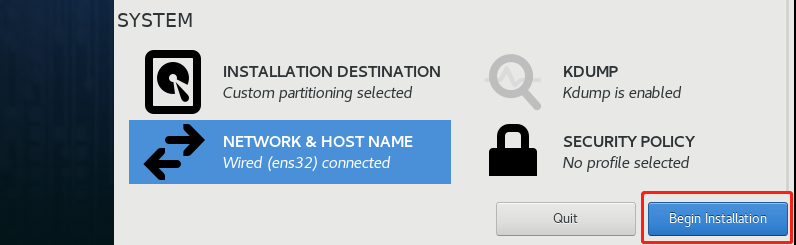 SYSTEM
INSTALLATION DESTINATION
Custom partitioning selected
KDUMP
Kdump is enabled
NETWORK & HOST NAME
Wired (ens32) connected
SECURITY POLICY
No profile selected
Quit
Begin Installation